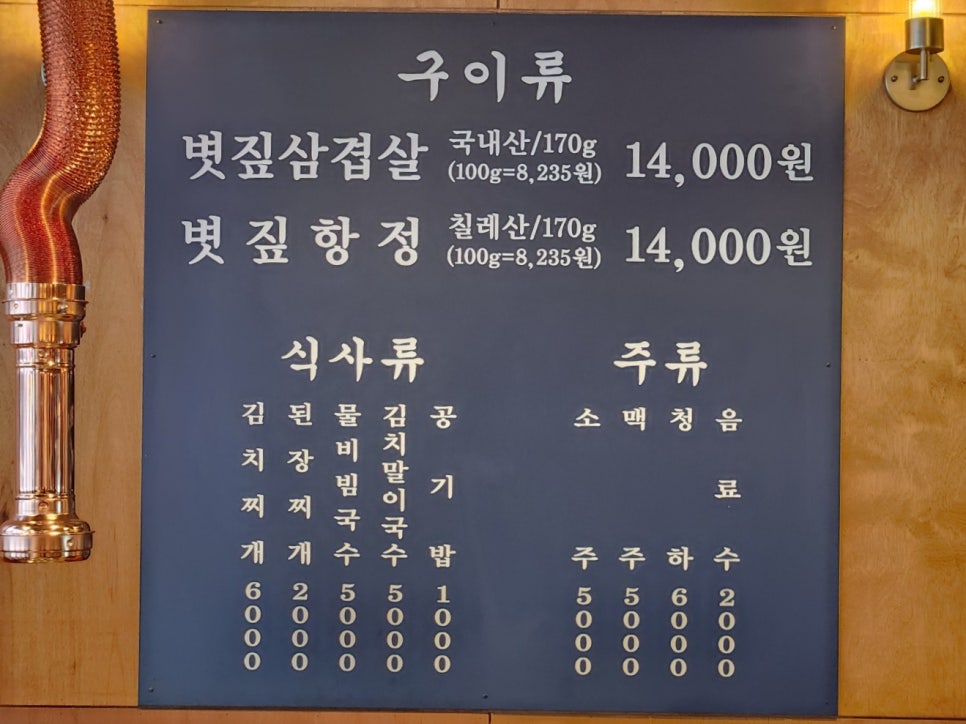 구이류
볏짚삼겹살 국내산/170g (100g=8,235원) 14,000원
볏짚항정 칠레산/170g (100g=8,235원) 14,000원
식사류
김치찌개 6000
된장찌개 2000
물비빔국수 5000
김치말이국수 5000
공기밥 1000
주류
소주 5000
맥주 5000
청하 6000
음료수 2000